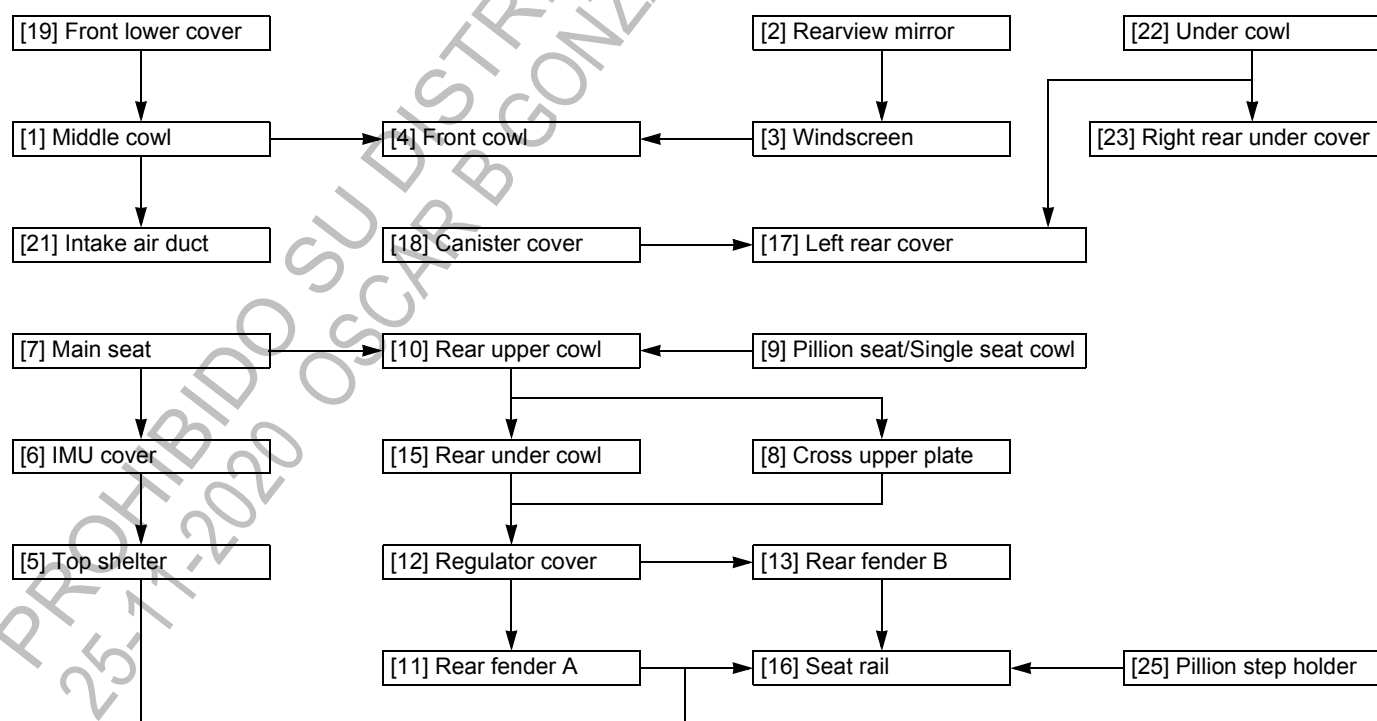 [19] Front lower cover
[2] Rearview mirror
[22] Under cowl
[1] Middle cowl
[4] Front cowl
[3] Windscreen
[23] Right rear under cover
[21] Intake air duct
[18] Canister cover
[17] Left rear cover
[7] Main seat
[10] Rear upper cowl
[9] Pillion seat/Single seat cowl
[6] IMU cover
[15] Rear under cowl
[8] Cross upper plate
[5] Top shelter
[12] Regulator cover
[13] Rear fender B
[11] Rear fender A
[16] Seat rail
[25] Pillion step holder
PROHIBIDO SU DISTRI
25-11-2020 OSCAR B GONZ